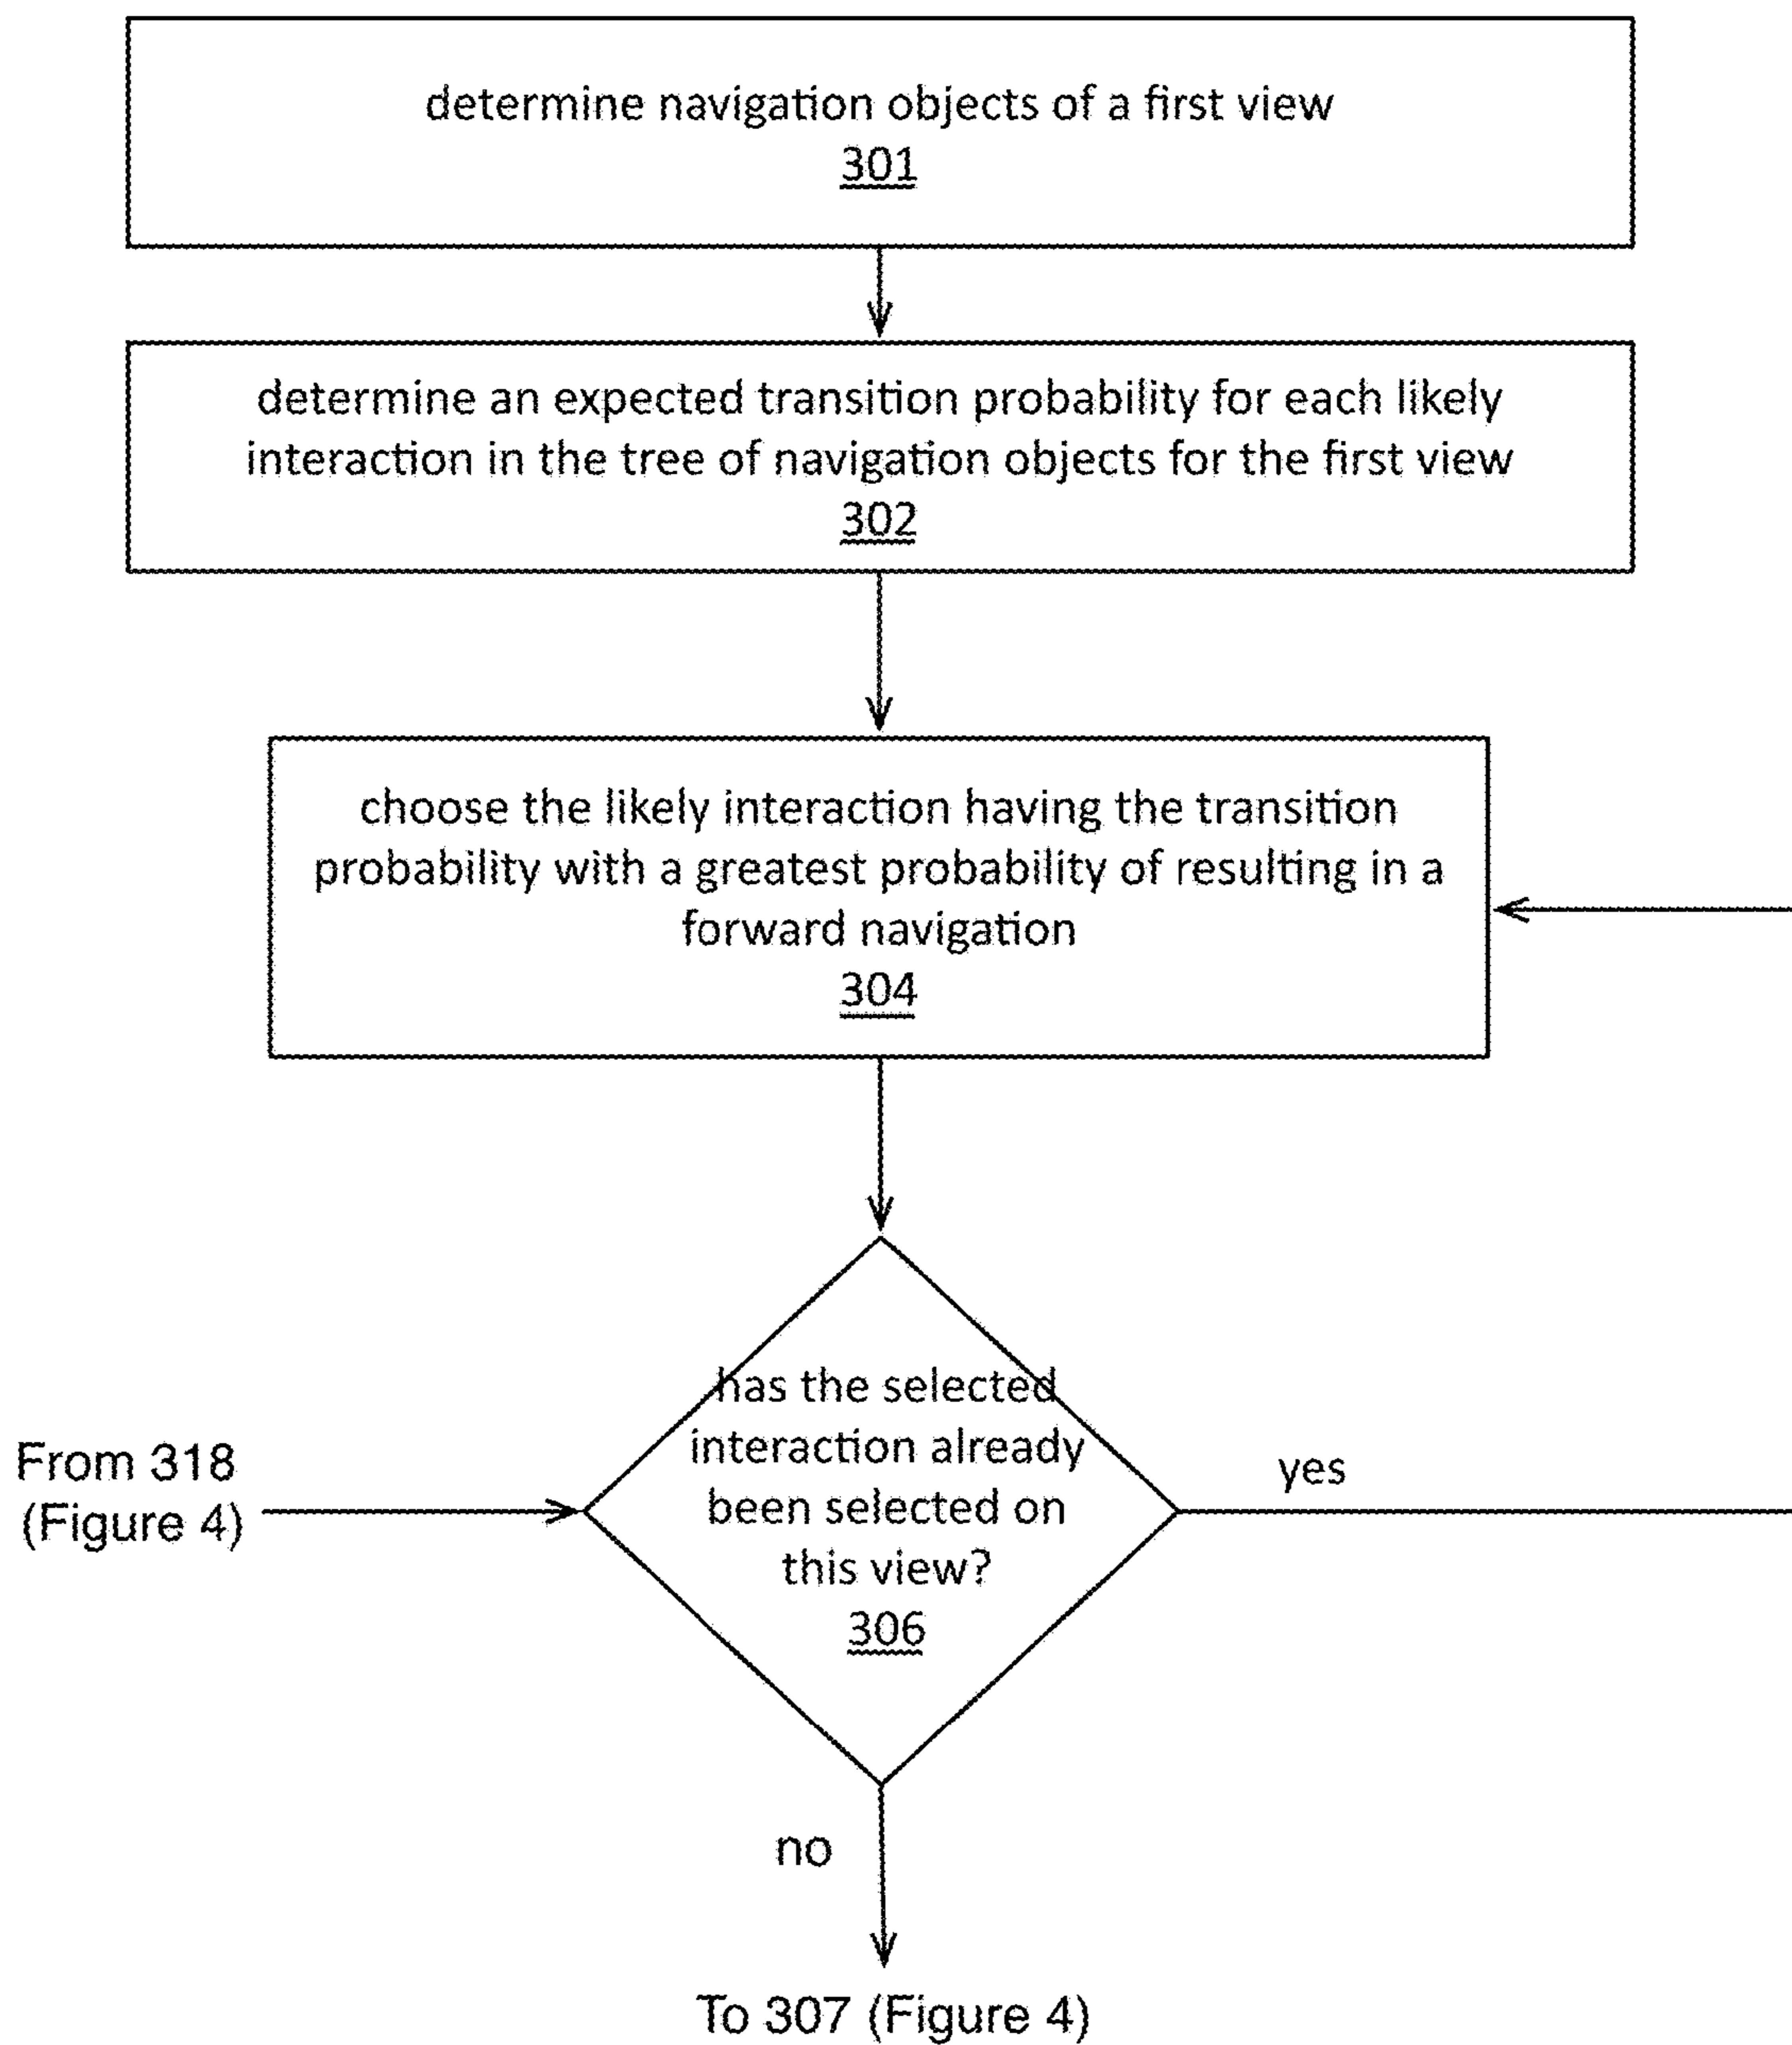 determine navigation objects of a first view
301
determine an expected transition probability for each likely
interaction in the tree of navigation objects for the first view
302
choose the likely interaction having the transition
probability with a greatest probability of resulting in a
forward navigation
304
has the selected
interaction already
been selected on
this view?
306
From 318
(Figure 4)
yes
no
To 307 (Figure 4)